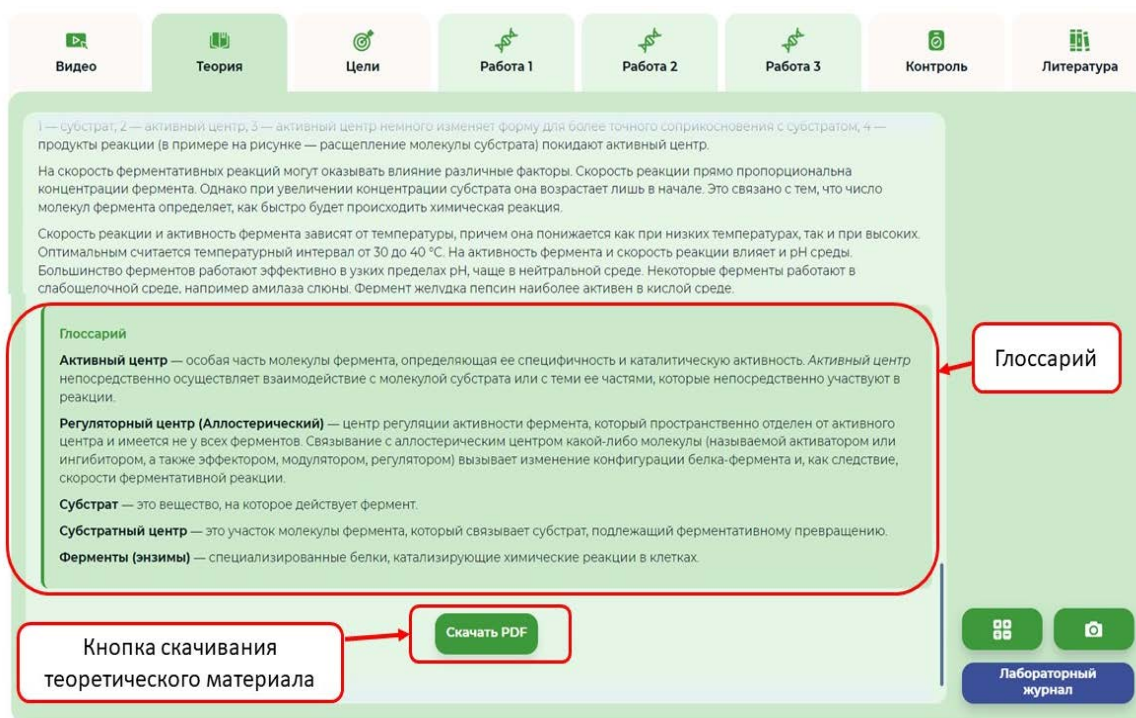 Видео
Теория
Цели
Работа 1
Работа 2
Работа 3
Контроль
Литература
1 — субстрат, 2 — активный центр, 3 — активный центр немного изменяет форму для более точного соприкосновения с субстратом, 4 —
продукты реакции (в примере на рисунке — расщепление молекулы субстрата) покидают активный центр.
На скорость ферментативных реакций могут оказывать влияние различные факторы. Скорость реакции прямо пропорциональна
концентрации фермента. Однако при увеличении концентрации субстрата она возрастает лишь в начале. Это связано с тем, что число
молекул фермента определяет, как быстро будет происходить химическая реакция.
Скорость реакции и активность фермента зависят от температуры, причем она понижается как при низких температурах, так и при высоких.
Оптимальным считается температурный интервал от 30 до 40 °C. На активность фермента и скорость реакции влияет и pH среды.
Большинство ферментов работают эффективно в узких пределах pH, чаще в нейтральной среде. Некоторые ферменты работают в
слабощелочной среде, например амилаза слюны. Фермент желудка пепсин наиболее активен в кислой среде.
Глоссарий
Активный центр — особая часть молекулы фермента, определяющая ее специфичность и каталитическую активность. Активный центр
непосредственно осуществляет взаимодействие с молекулой субстрата или с теми ее частями, которые непосредственно участвуют в
реакции.
Регуляторный центр (Аллостерический) — центр регуляции активности фермента, который пространственно отделен от активного
центра и имеется не у всех ферментов. Связывание с аллостерическим центром какой-либо молекулы (называемой активатором или
ингибитором, а также эффектором, модулятором, регулятором) вызывает изменение конфигурации белка-фермента и, как следствие,
скорости ферментативной реакции.
Субстрат — это вещество, на которое действует фермент.
Субстратный центр — это участок молекулы фермента, который связывает субстрат, подлежащий ферментативному превращению.
Ферменты (энзимы) — специализированные белки, катализирующие химические реакции в клетках.
Глоссарий
Скачать PDF
Кнопка скачивания
теоретического материала
Лабораторный
журнал